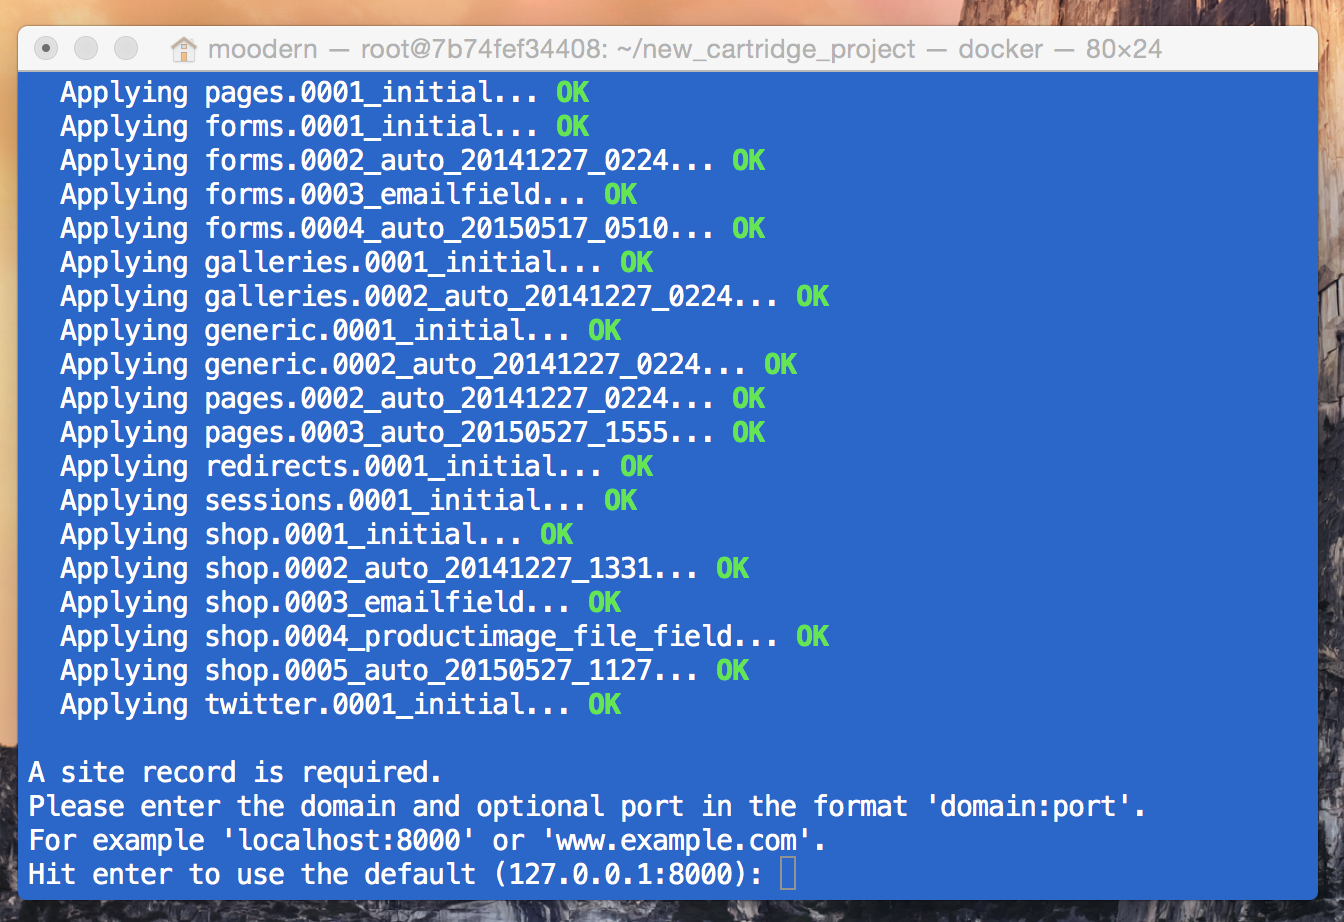 moodern — root@7b74fef34408: ~/new_cartridge_project — docker — 80×24
Applying pages.0001_initial... OK
Applying forms.0001_initial... OK
Applying forms.0002_auto_20141227_0224... OK
Applying forms.0003_emailfield... OK
Applying forms.0004_auto_20150517_0510... OK
Applying galleries.0001_initial... OK
Applying galleries.0002_auto_20141227_0224... OK
Applying generic.0001_initial... OK
Applying generic.0002_auto_20141227_0224... OK
Applying pages.0002_auto_20141227_0224... OK
Applying pages.0003_auto_20150527_1555... OK
Applying redirects.0001_initial... OK
Applying sessions.0001_initial... OK
Applying shop.0001_initial... OK
Applying shop.0002_auto_20141227_1331... OK
Applying shop.0003_emailfield... OK
Applying shop.0004_productimage_file_field... OK
Applying shop.0005_auto_20150527_1127... OK
Applying twitter.0001_initial... OK
A site record is required.
Please enter the domain and optional port in the format 'domain:port'.
For example 'localhost:8000' or 'www.example.com'.
Hit enter to use the default (127.0.0.1:8000):